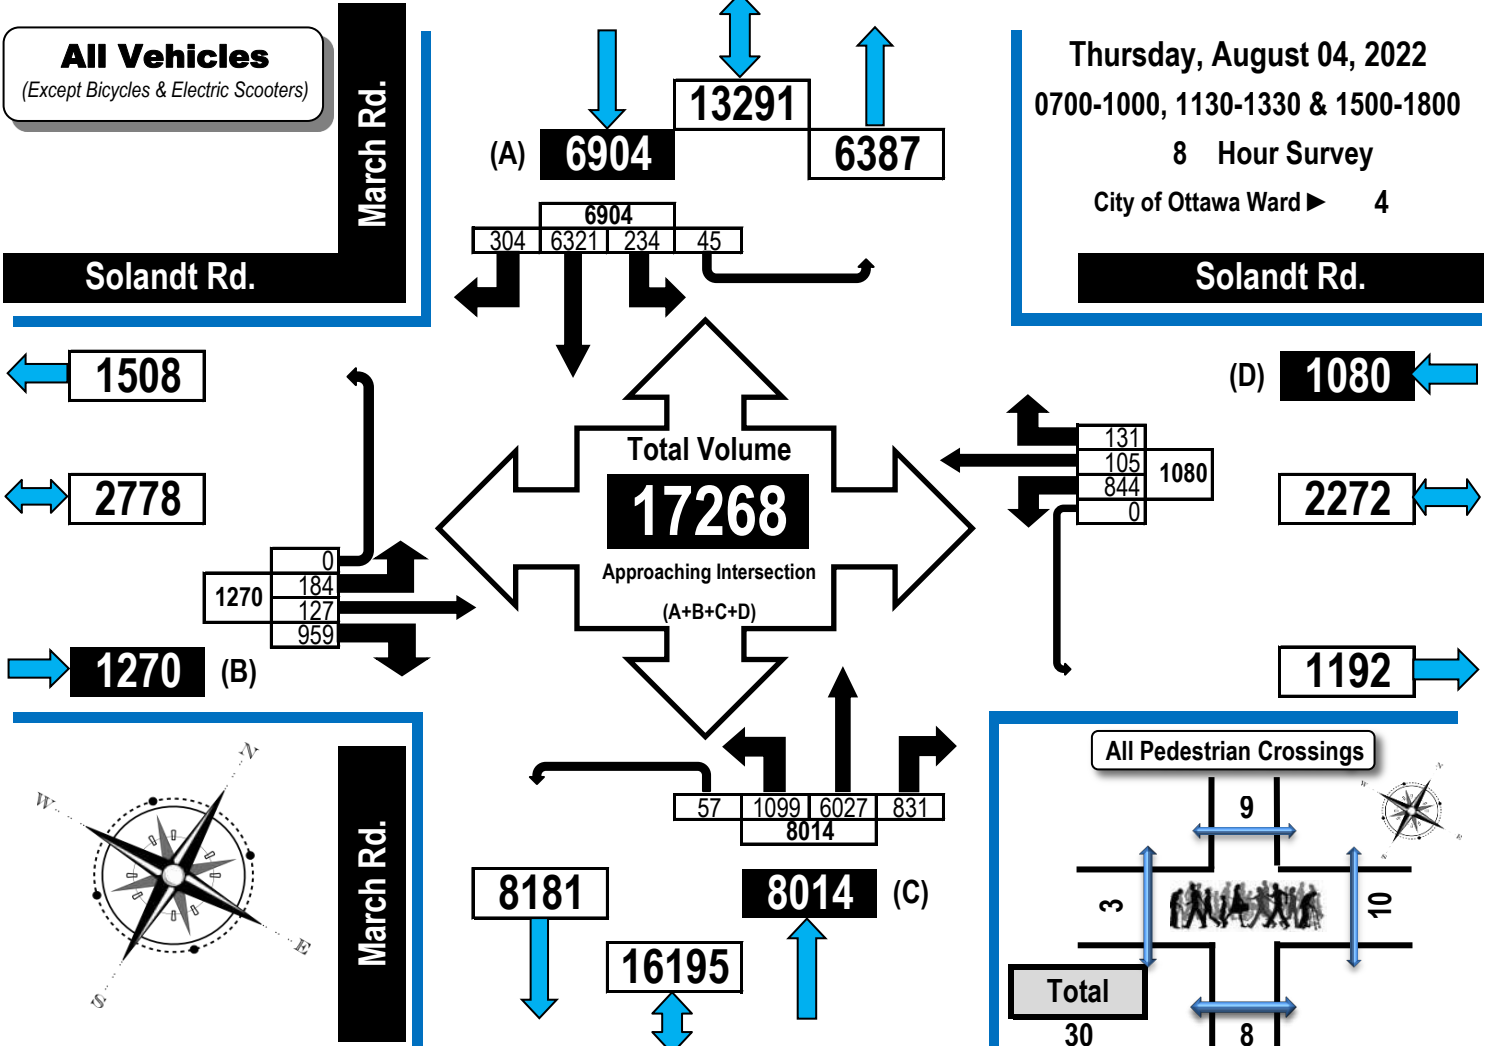 All Vehicles
(Except Bicycles & Electric Scooters)
March Rd.
Solandt Rd.
13291
(A) 6904
6387
6904
304 6321 234 45
Thursday, August 04, 2022
0700-1000, 1130-1330 & 1500-1800
8 Hour Survey
City of Ottawa Ward ► 4
Solandt Rd.
1508
2778
0
1270
184
127
959
1270 (B)
Total Volume
17268
Approaching Intersection
(A+B+C+D)
(D) 1080
131
105
1080
844
0
2272
1192
N
W
E
S
March Rd.
57 1099 6027 831
8014
8181
8014 (C)
16195
All Pedestrian Crossings
N
W
E
S
9
3
10
Total
30
8